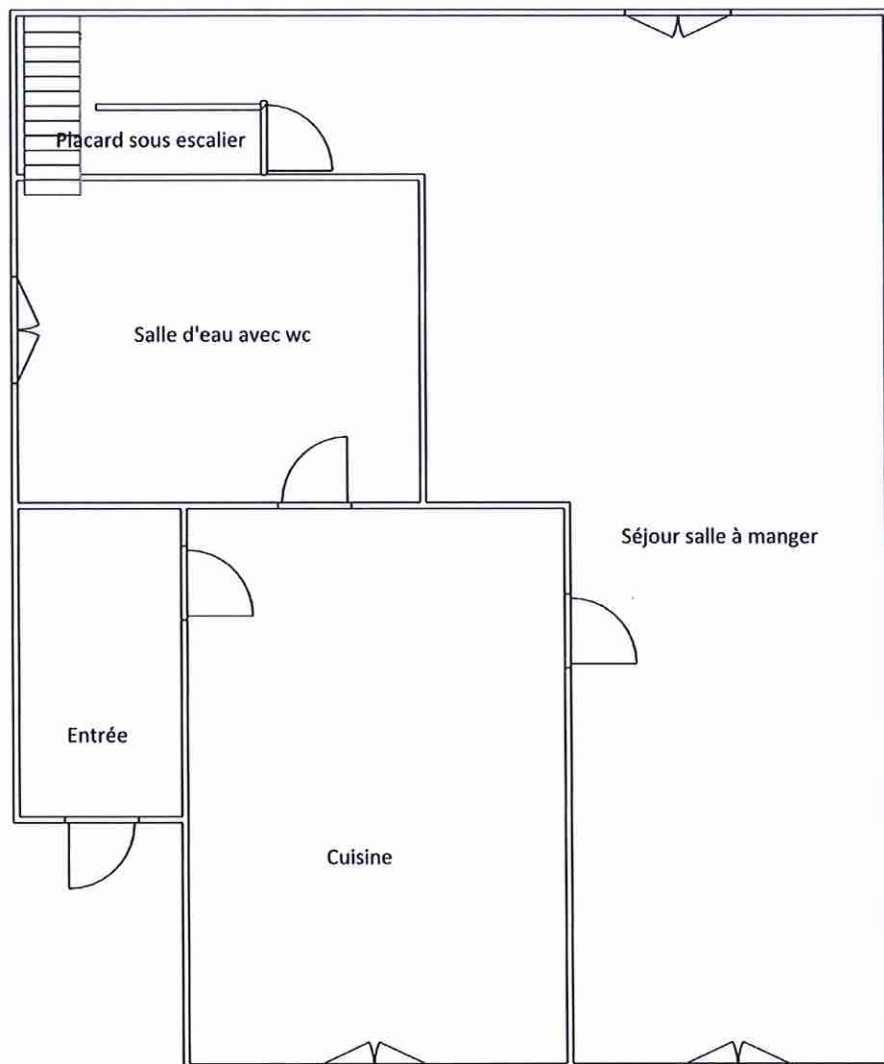 Placard sous escalier
Salle d'eau avec wc
Séjour salle à manger
Entrée
Cuisine